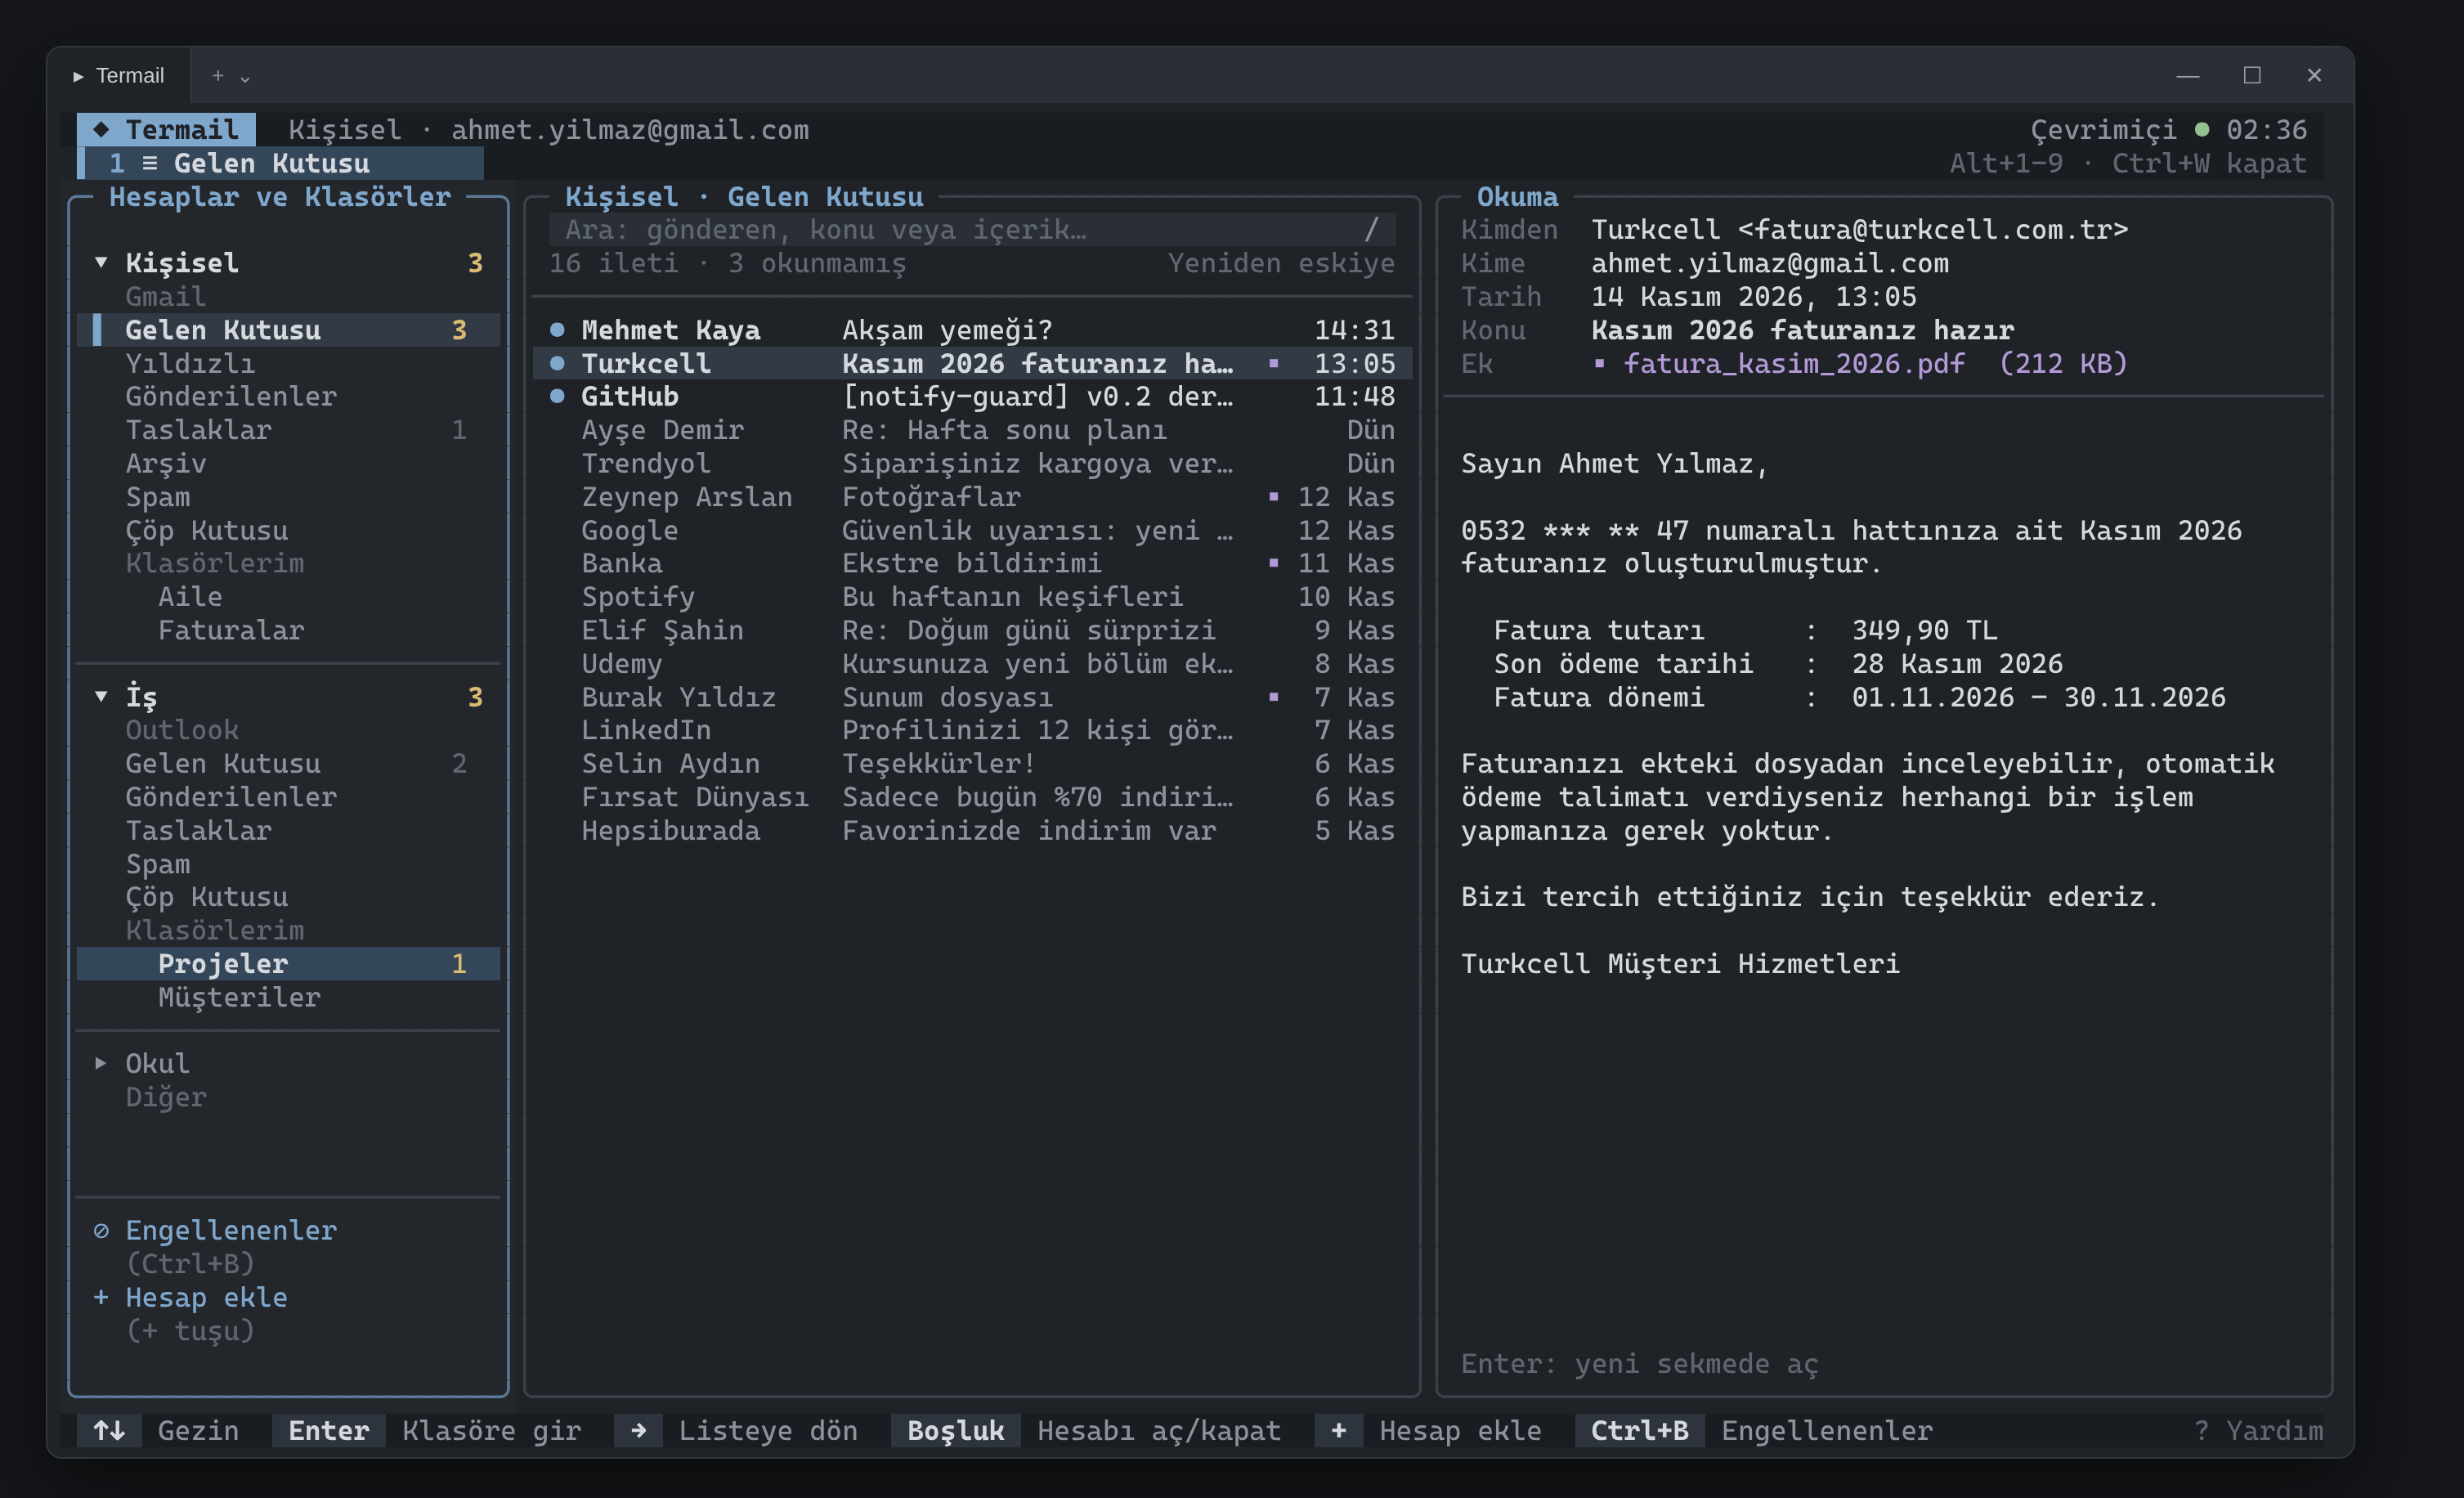 ▸ Termail + ⌄ — ☐ ✕
◆ Termail Kişisel · ahmet.yilmaz@gmail.com Çevrimiçi ● 02:36
1 ≡ Gelen Kutusu Alt+1-9 · Ctrl+W kapat
Hesaplar ve Klasörler
▾ Kişisel 3
Gmail
Gelen Kutusu 3
Yıldızlı
Gönderilenler
Taslaklar 1
Arşiv
Spam
Çöp Kutusu
Klasörlerim
Aile
Faturalar
▾ İş 3
Outlook
Gelen Kutusu 2
Gönderilenler
Taslaklar
Spam
Çöp Kutusu
Klasörlerim
Projeler 1
Müşteriler
▸ Okul
Diğer
⊘ Engellenenler
(Ctrl+B)
+ Hesap ekle
(+ tuşu)
Kişisel · Gelen Kutusu
Ara: gönderen, konu veya içerik… /
16 ileti · 3 okunmamış Yeniden eskiye
● Mehmet Kaya Akşam yemeği? 14:31
● Turkcell Kasım 2026 faturanız ha… ▪ 13:05
● GitHub [notify-guard] v0.2 der… 11:48
Ayşe Demir Re: Hafta sonu planı Dün
Trendyol Siparişiniz kargoya ver… Dün
Zeynep Arslan Fotoğraflar ▪ 12 Kas
Google Güvenlik uyarısı: yeni … 12 Kas
Banka Ekstre bildirimi ▪ 11 Kas
Spotify Bu haftanın keşifleri 10 Kas
Elif Şahin Re: Doğum günü sürprizi 9 Kas
Udemy Kursunuza yeni bölüm ek… 8 Kas
Burak Yıldız Sunum dosyası ▪ 7 Kas
LinkedIn Profilinizi 12 kişi gör… 7 Kas
Selin Aydın Teşekkürler! 6 Kas
Fırsat Dünyası Sadece bugün %70 indiri… 6 Kas
Hepsiburada Favorinizde indirim var 5 Kas
Okuma
Kimden Turkcell <fatura@turkcell.com.tr>
Kime ahmet.yilmaz@gmail.com
Tarih 14 Kasım 2026, 13:05
Konu Kasım 2026 faturanız hazır
Ek ▪ fatura_kasim_2026.pdf (212 KB)
Sayın Ahmet Yılmaz,
0532 *** ** 47 numaralı hattınıza ait Kasım 2026
faturanız oluşturulmuştur.
Fatura tutarı : 349,90 TL
Son ödeme tarihi : 28 Kasım 2026
Fatura dönemi : 01.11.2026 – 30.11.2026
Faturanızı ekteki dosyadan inceleyebilir, otomatik
ödeme talimatı verdiyseniz herhangi bir işlem
yapmanıza gerek yoktur.
Bizi tercih ettiğiniz için teşekkür ederiz.
Turkcell Müşteri Hizmetleri
Enter: yeni sekmede aç
↑↓ Gezin Enter Klasöre gir → Listeye dön Boşluk Hesabı aç/kapat + Hesap ekle Ctrl+B Engellenenler ? Yardım